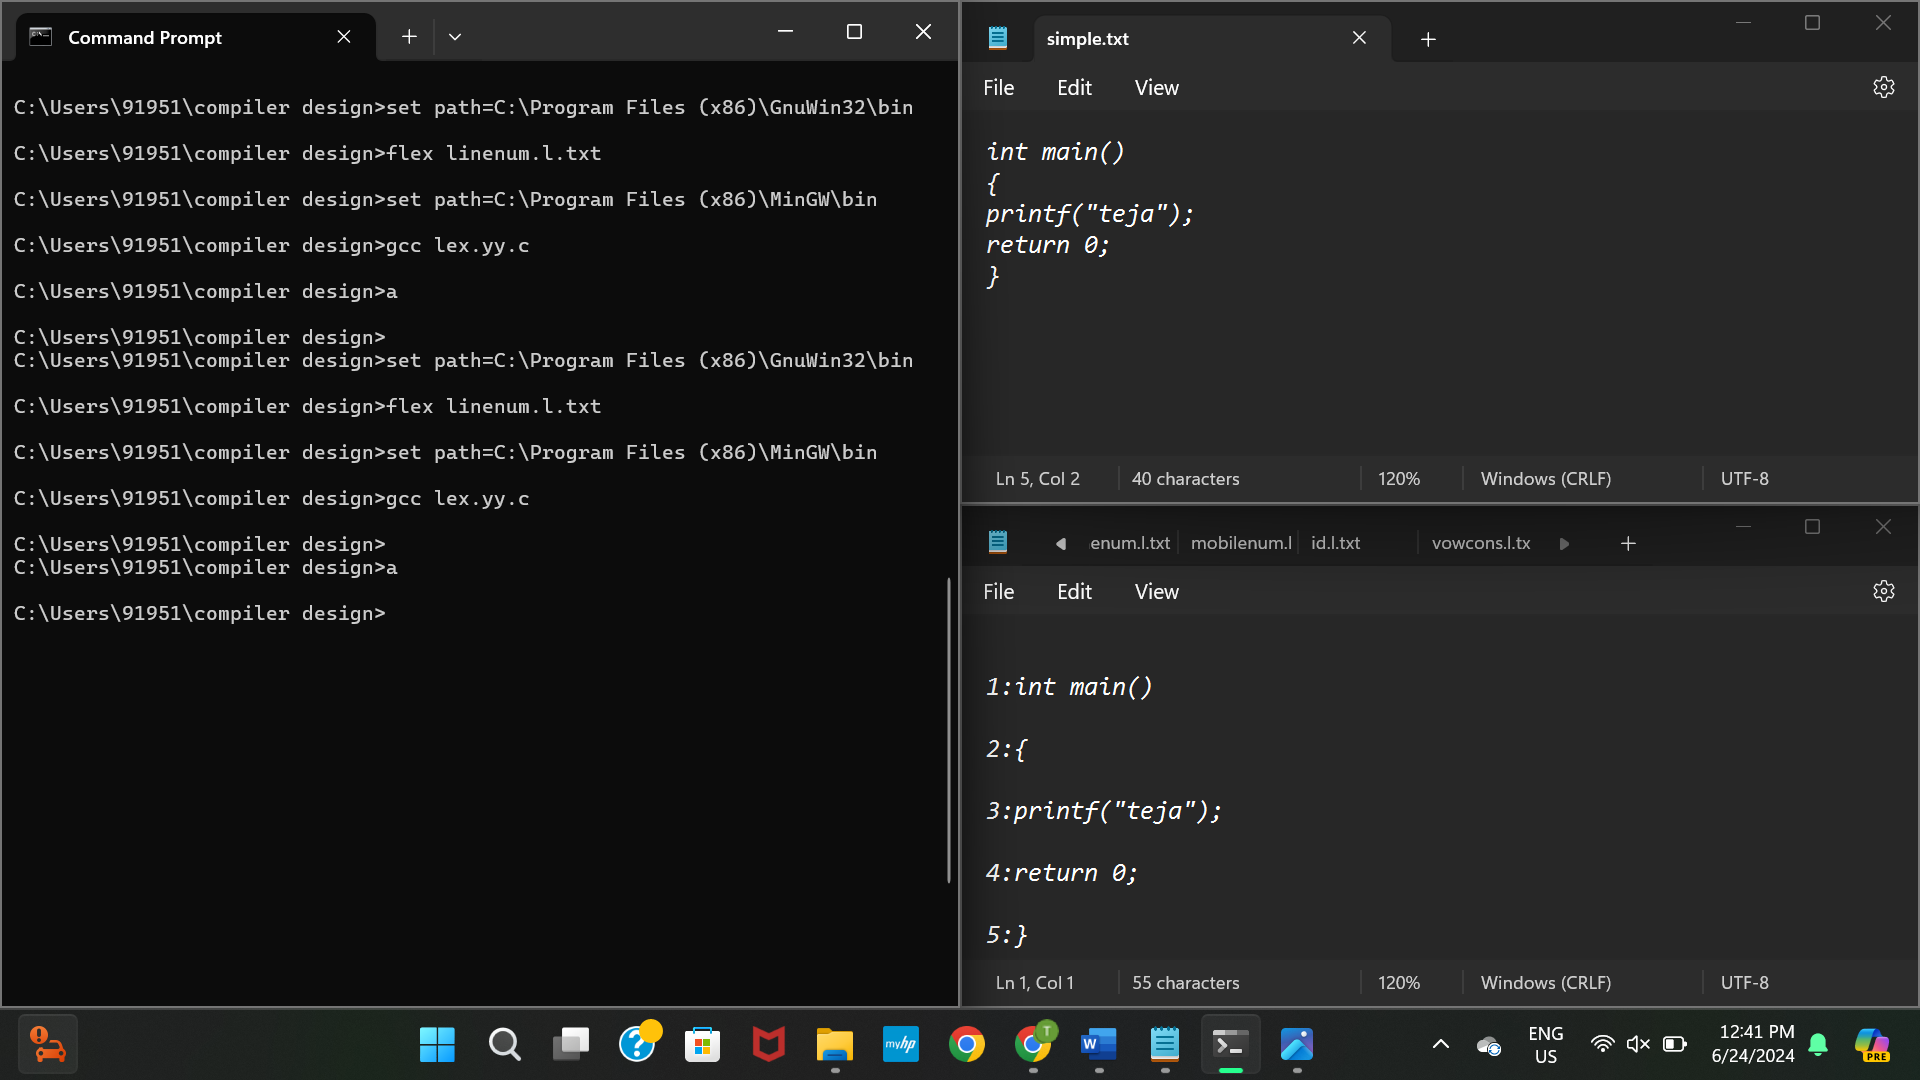 Command Prompt
C:\Users\91951\compiler design>set path=C:\Program Files (x86)\GnuWin32\bin
C:\Users\91951\compiler design>flex linenum.l.txt
C:\Users\91951\compiler design>set path=C:\Program Files (x86)\MinGW\bin
C:\Users\91951\compiler design>gcc lex.yy.c
C:\Users\91951\compiler design>a
C:\Users\91951\compiler design>
C:\Users\91951\compiler design>set path=C:\Program Files (x86)\GnuWin32\bin
C:\Users\91951\compiler design>flex linenum.l.txt
C:\Users\91951\compiler design>set path=C:\Program Files (x86)\MinGW\bin
C:\Users\91951\compiler design>gcc lex.yy.c
C:\Users\91951\compiler design>
C:\Users\91951\compiler design>a
C:\Users\91951\compiler design>
simple.txt
File Edit View
int main()
{
printf("teja");
return 0;
}
Ln 5, Col 2 40 characters 120% Windows (CRLF) UTF-8
enum.l.txt mobilenum.l id.l.txt vowcons.l.tx
File Edit View
1:int main()
2:{
3:printf("teja");
4:return 0;
5:}
Ln 1, Col 1 55 characters 120% Windows (CRLF) UTF-8
myhp
T
W
PRE
ENG
US
12:41 PM
6/24/2024